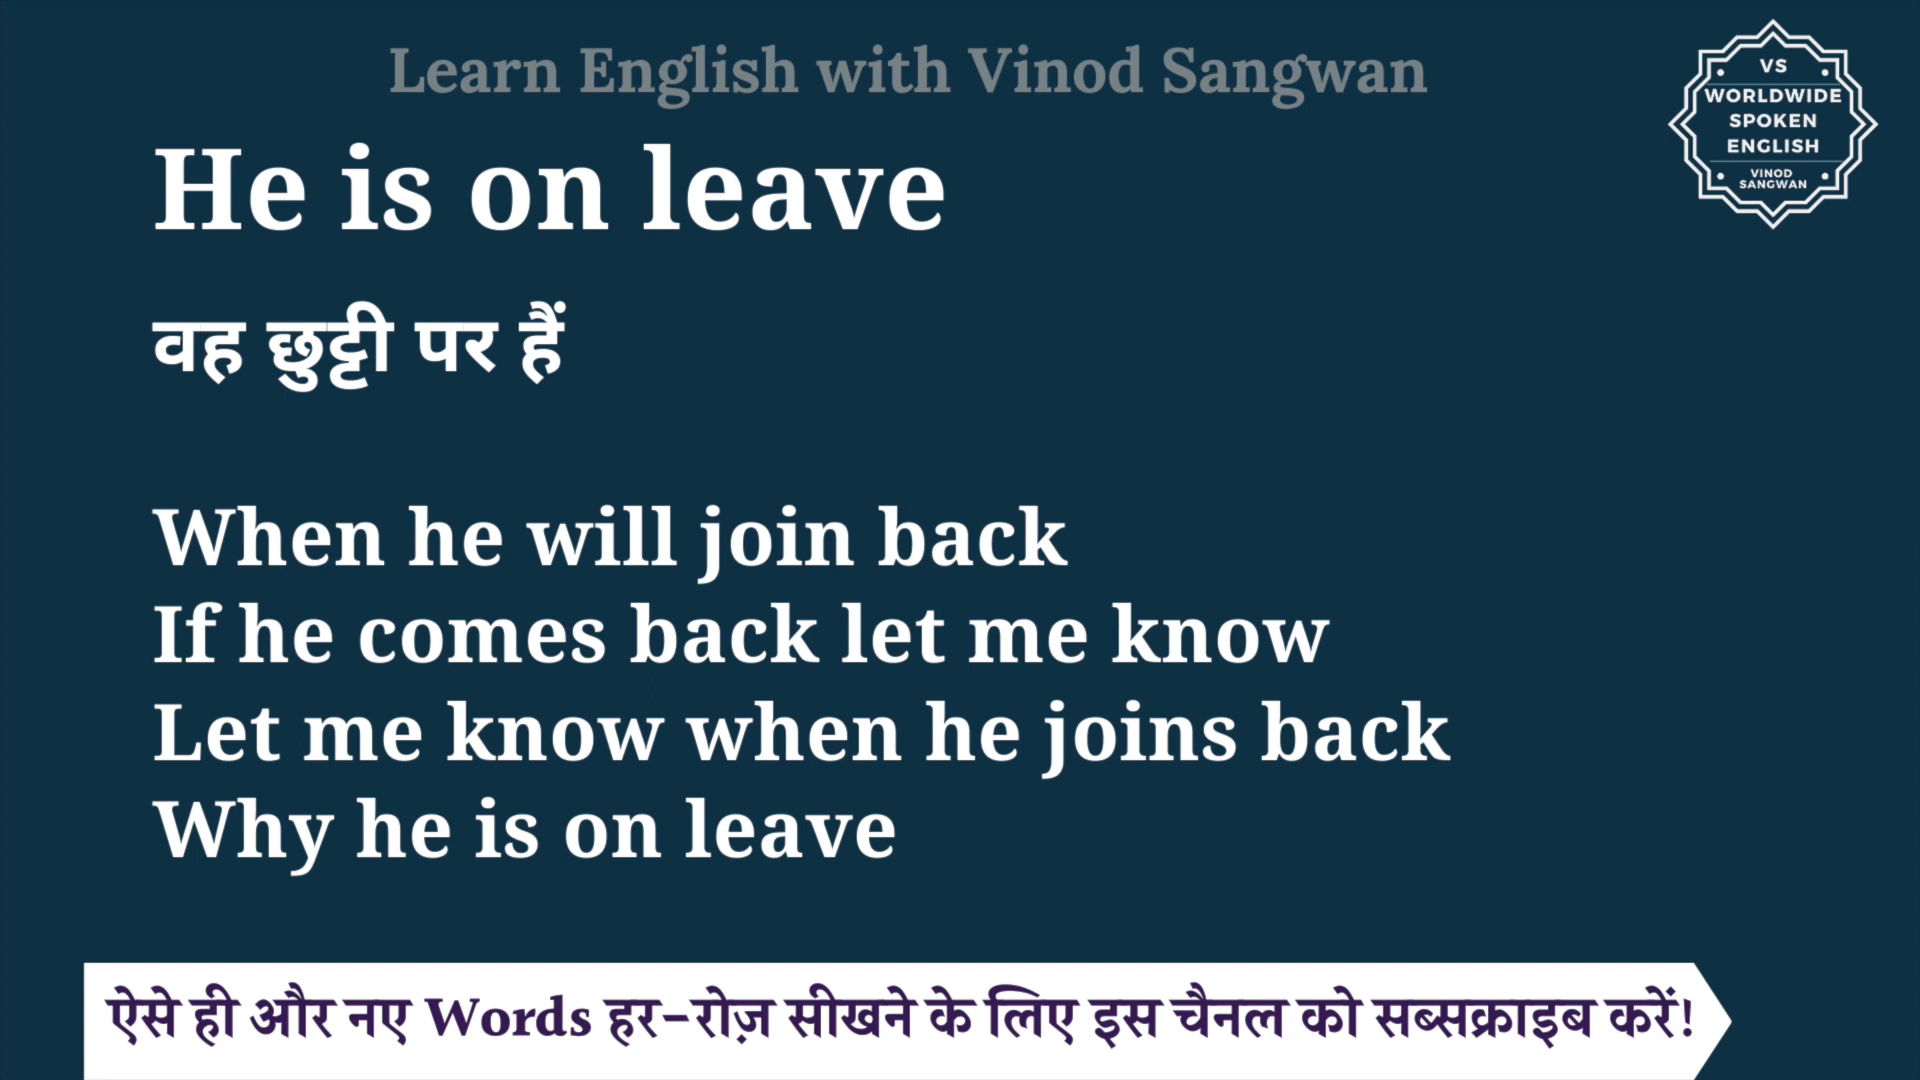 Learn English with Vinod Sangwan
VS
WORLDWIDE
SPOKEN
ENGLISH
VINOD
SANGWAN
He is on leave
वह छुट्टी पर हैं
When he will join back
If he comes back let me know
Let me know when he joins back
Why he is on leave
ऐसे ही और नए Words हर-रोज़ सीखने के लिए इस चैनल को सब्सक्राइब करें!